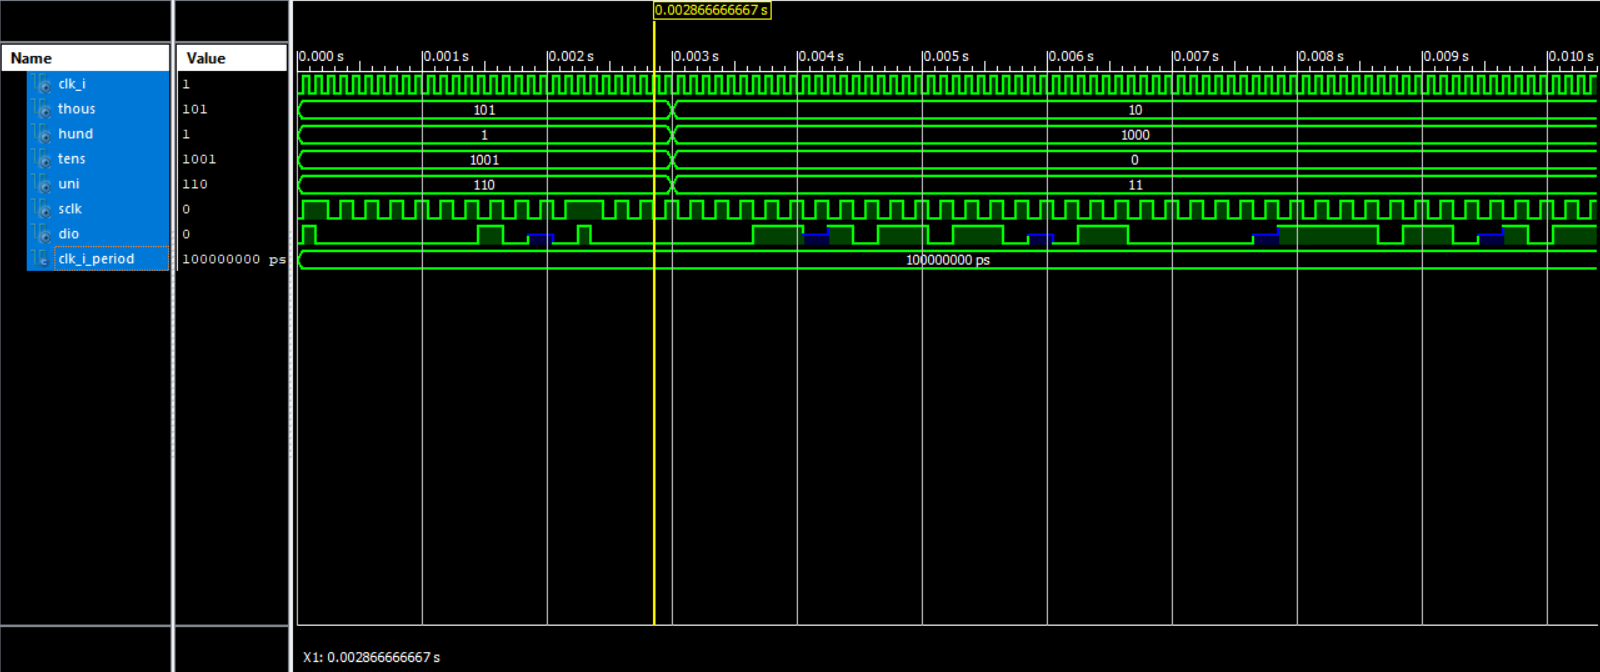 0.002866666667 s
Name Value 0.000 s 0.001 s 0.002 s 0.003 s 0.004 s 0.005 s 0.006 s 0.007 s 0.008 s 0.009 s 0.010 s
clk_i 1
thous 101 101 10
hund 1 1 1000
tens 1001 1001 0
uni 110 110 11
sclk 0
dio 0
clk_i_period 100000000 ps 100000000 ps
X1: 0.002866666667 s